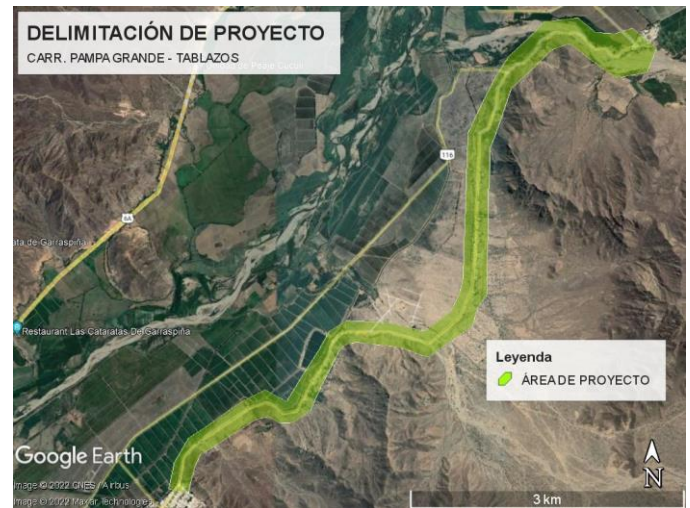 DELIMITACIÓN DE PROYECTO
CARR. PAMPA GRANDE - TABLAZOS
116
6A
Restaurant Las Cataratas De Garraspiña
Leyenda
ÁREA DE PROYECTO
Google Earth
Image © 2022 CNES / Airbus
Image © 2022 Maxar Technologies
N
3 km